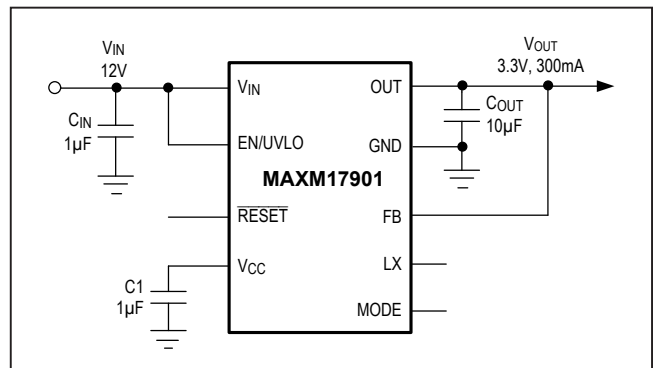 VIN
12V
CIN
1µF
VIN
EN/UVLO
RESET
VCC
C1
1µF
MAXM17901
OUT
GND
FB
LX
MODE
COUT
10µF
VOUT
3.3V, 300mA